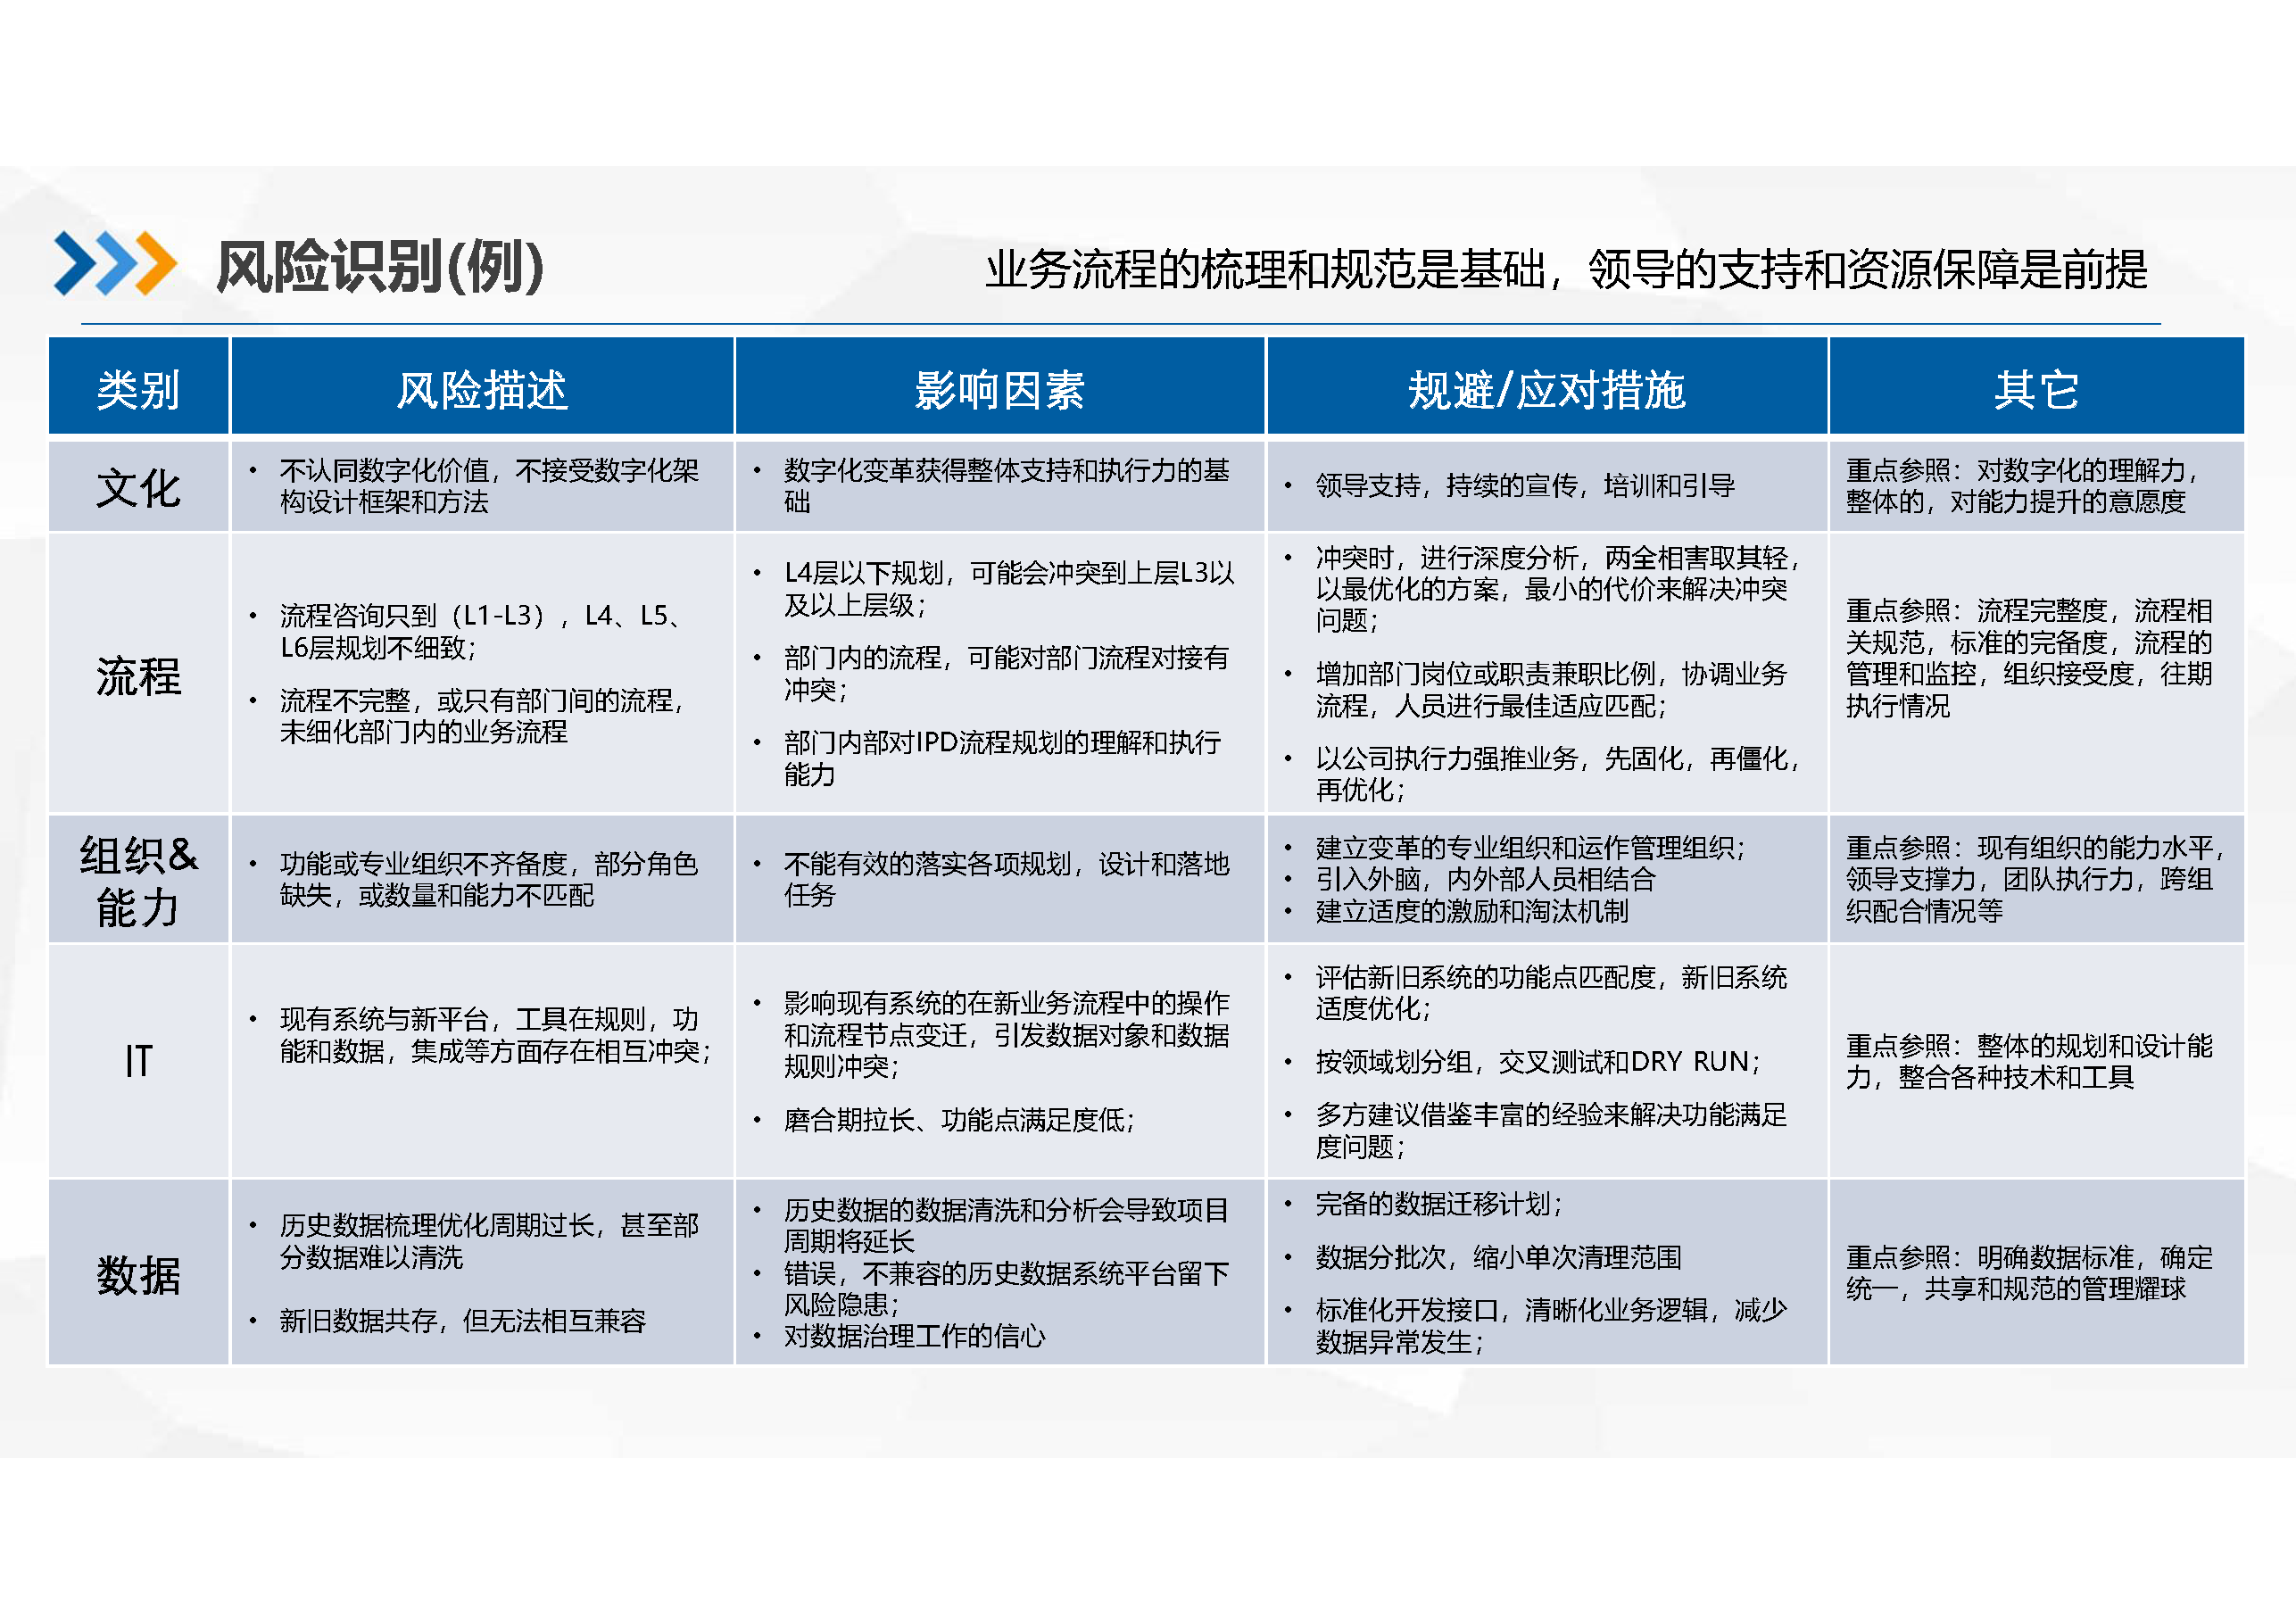 风险识别(例)
业务流程的梳理和规范是基础，领导的支持和资源保障是前提
类别
风险描述
影响因素
规避/应对措施
其它
文化
• 不认同数字化价值，不接受数字化架
构设计框架和方法
• 数字化变革获得整体支持和执行力的基
础
• 领导支持，持续的宣传，培训和引导
重点参照：对数字化的理解力，
整体的，对能力提升的意愿度
流程
• 流程咨询只到（L1-L3），L4、L5、
L6层规划不细致；
• 流程不完整，或只有部门间的流程，
未细化部门内的业务流程
• L4层以下规划，可能会冲突到上层L3以
及以上层级；
• 部门内的流程，可能对部门流程对接有
冲突；
• 部门内部对IPD流程规划的理解和执行
能力
• 冲突时，进行深度分析，两全相害取其轻，
以最优化的方案，最小的代价来解决冲突
问题；
• 增加部门岗位或职责兼职比例，协调业务
流程，人员进行最佳适应匹配；
• 以公司执行力强推业务，先固化，再僵化，
再优化；
重点参照：流程完整度，流程相
关规范，标准的完备度，流程的
管理和监控，组织接受度，往期
执行情况
组织&
能力
• 功能或专业组织不齐备度，部分角色
缺失，或数量和能力不匹配
• 不能有效的落实各项规划，设计和落地
任务
• 建立变革的专业组织和运作管理组织；
• 引入外脑，内外部人员相结合
• 建立适度的激励和淘汰机制
重点参照：现有组织的能力水平，
领导支撑力，团队执行力，跨组
织配合情况等
IT
• 现有系统与新平台，工具在规则，功
能和数据，集成等方面存在相互冲突；
• 影响现有系统的在新业务流程中的操作
和流程节点变迁，引发数据对象和数据
规则冲突；
• 磨合期拉长、功能点满足度低；
• 评估新旧系统的功能点匹配度，新旧系统
适度优化；
• 按领域划分组，交叉测试和DRY RUN；
• 多方建议借鉴丰富的经验来解决功能满足
度问题；
重点参照：整体的规划和设计能
力，整合各种技术和工具
数据
• 历史数据梳理优化周期过长，甚至部
分数据难以清洗
• 新旧数据共存，但无法相互兼容
• 历史数据的数据清洗和分析会导致项目
周期将延长
• 错误，不兼容的历史数据系统平台留下
风险隐患；
• 对数据治理工作的信心
• 完备的数据迁移计划；
• 数据分批次，缩小单次清理范围
• 标准化开发接口，清晰化业务逻辑，减少
数据异常发生；
重点参照：明确数据标准，确定
统一，共享和规范的管理耀球